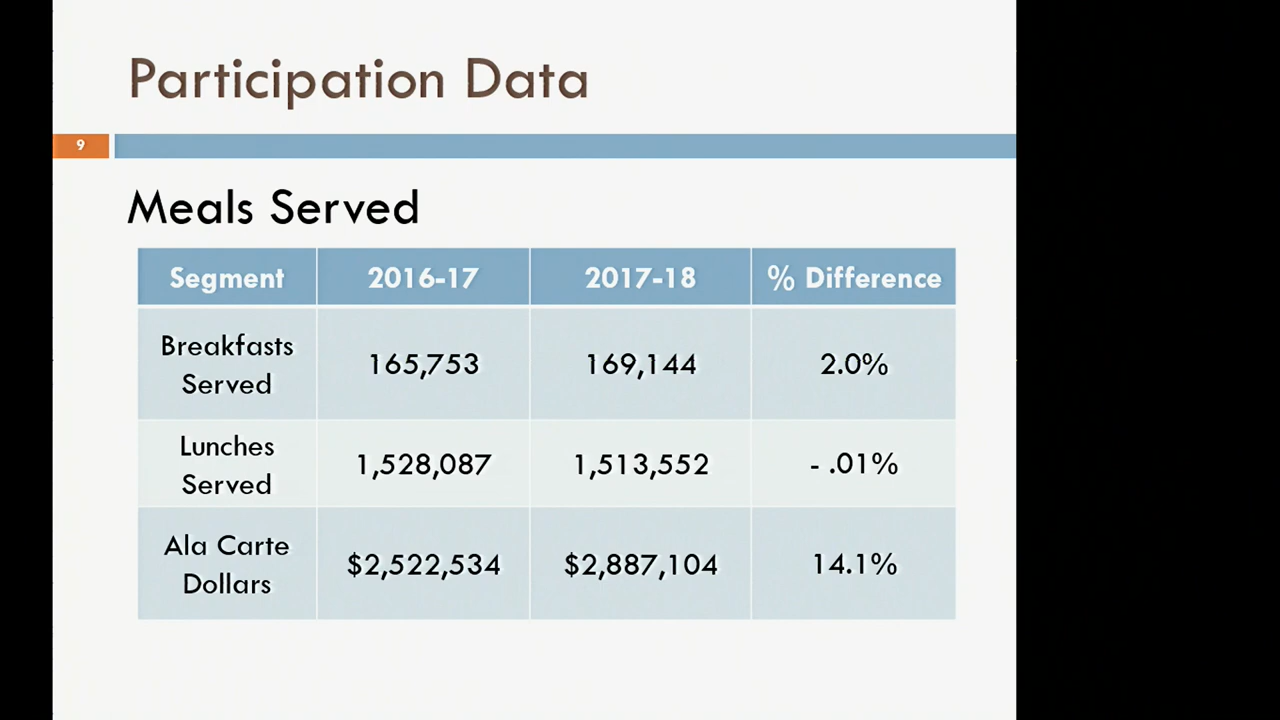 Participation Data
9
Meals Served
Segment 2016-17 2017-18 % Difference
Breakfasts
Served 165,753 169,144 2.0%
Lunches
Served 1,528,087 1,513,552 - .01%
Ala Carte
Dollars $2,522,534 $2,887,104 14.1%